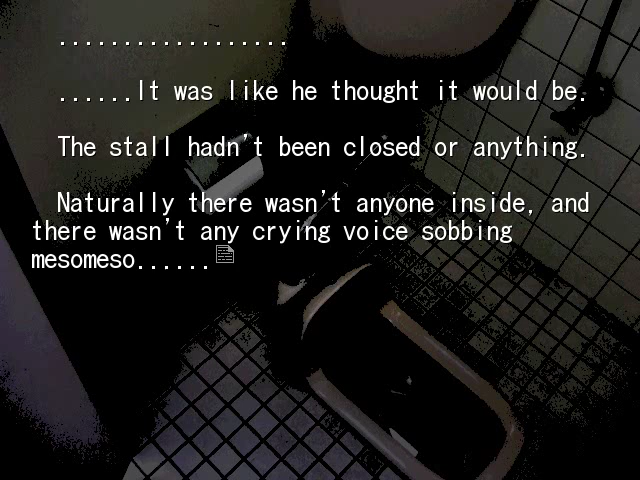 ..................
......It was like he thought it would be.
The stall hadn't been closed or anything.
Naturally there wasn't anyone inside, and
there wasn't any crying voice sobbing
mesomeso......